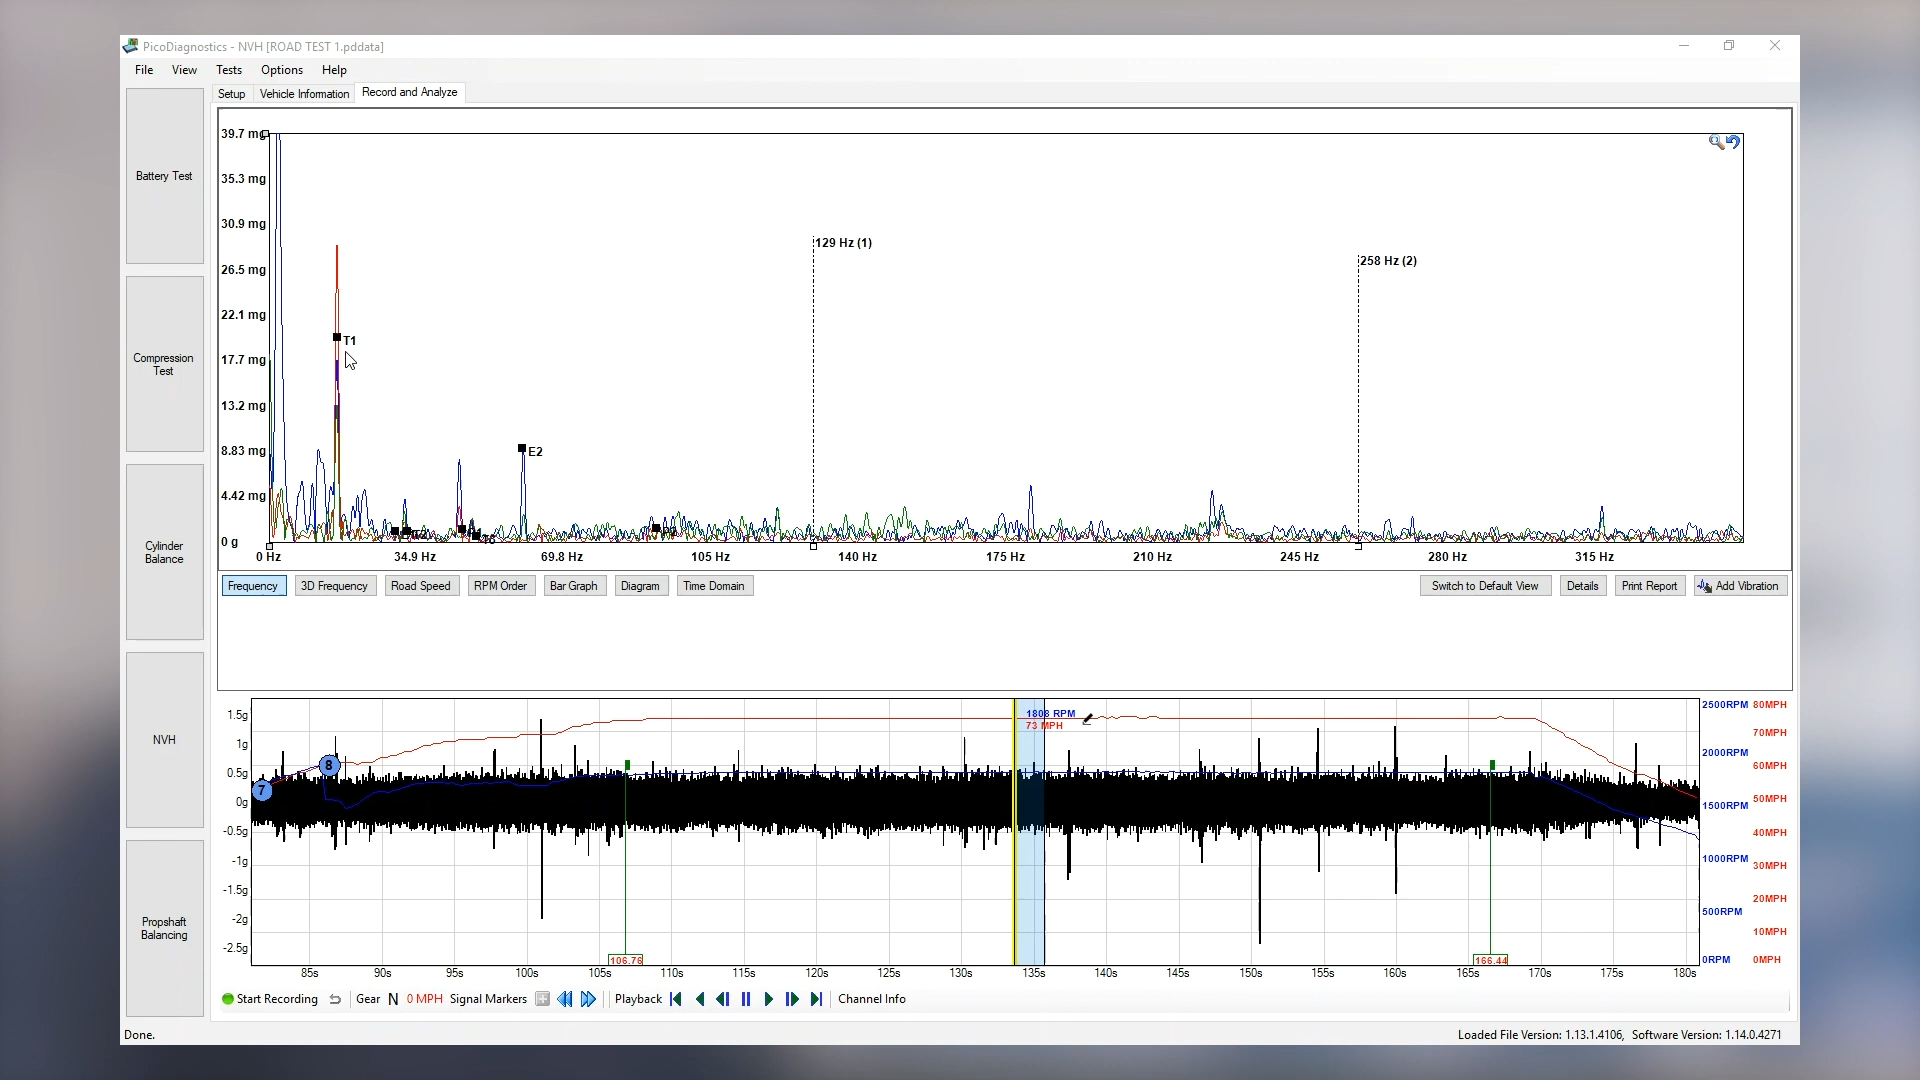 PicoDiagnostics - NVH [ROAD TEST 1.pddata]
File View Tests Options Help
Setup Vehicle Information Record and Analyze
Battery Test
Compression
Test
Cylinder
Balance
NVH
Propshaft
Balancing
39.7 mg
35.3 mg
30.9 mg
26.5 mg
22.1 mg
17.7 mg
13.2 mg
8.83 mg
4.42 mg
0 g
129 Hz (1)
258 Hz (2)
T1
E2
0 Hz 34.9 Hz 69.8 Hz 105 Hz 140 Hz 175 Hz 210 Hz 245 Hz 280 Hz 315 Hz
Frequency 3D Frequency Road Speed RPM Order Bar Graph Diagram Time Domain Switch to Default View Details Print Report Add Vibration
1.5g
1g
0.5g
0g
-0.5g
-1g
-1.5g
-2g
-2.5g
7
8
1808 RPM
73 MPH
106.76
166.44
2500RPM 80MPH
70MPH
2000RPM
60MPH
1500RPM 50MPH
40MPH
1000RPM 30MPH
20MPH
500RPM
10MPH
0RPM 0MPH
85s 90s 95s 100s 105s 110s 115s 120s 125s 130s 135s 140s 145s 150s 155s 160s 165s 170s 175s 180s
Start Recording Gear N 0 MPH Signal Markers Playback Channel Info
Done. Loaded File Version: 1.13.1.4106, Software Version: 1.14.0.4271